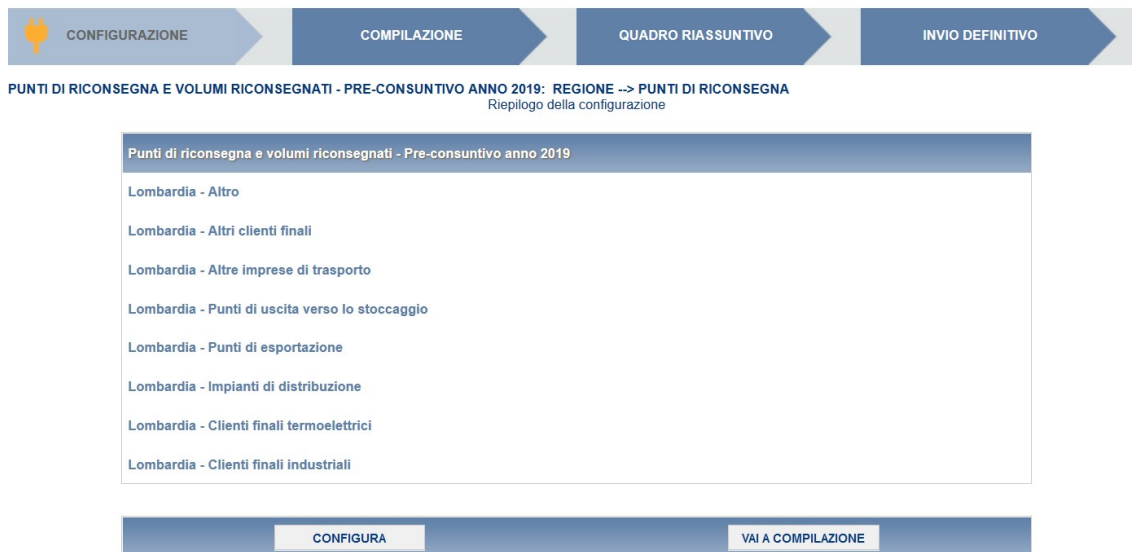 CONFIGURAZIONE
COMPILAZIONE
QUADRO RIASSUNTIVO
INVIO DEFINITIVO
PUNTI DI RICONSEGNA E VOLUMI RICONSEGNATI - PRE-CONSUNTIVO ANNO 2019: REGIONE --> PUNTI DI RICONSEGNA
Riepilogo della configurazione
Punti di riconsegna e volumi riconsegnati - Pre-consuntivo anno 2019
Lombardia - Altro
Lombardia - Altri clienti finali
Lombardia - Altre imprese di trasporto
Lombardia - Punti di uscita verso lo stoccaggio
Lombardia - Punti di esportazione
Lombardia - Impianti di distribuzione
Lombardia - Clienti finali termoelettrici
Lombardia - Clienti finali industriali
CONFIGURA
VAI A COMPILAZIONE